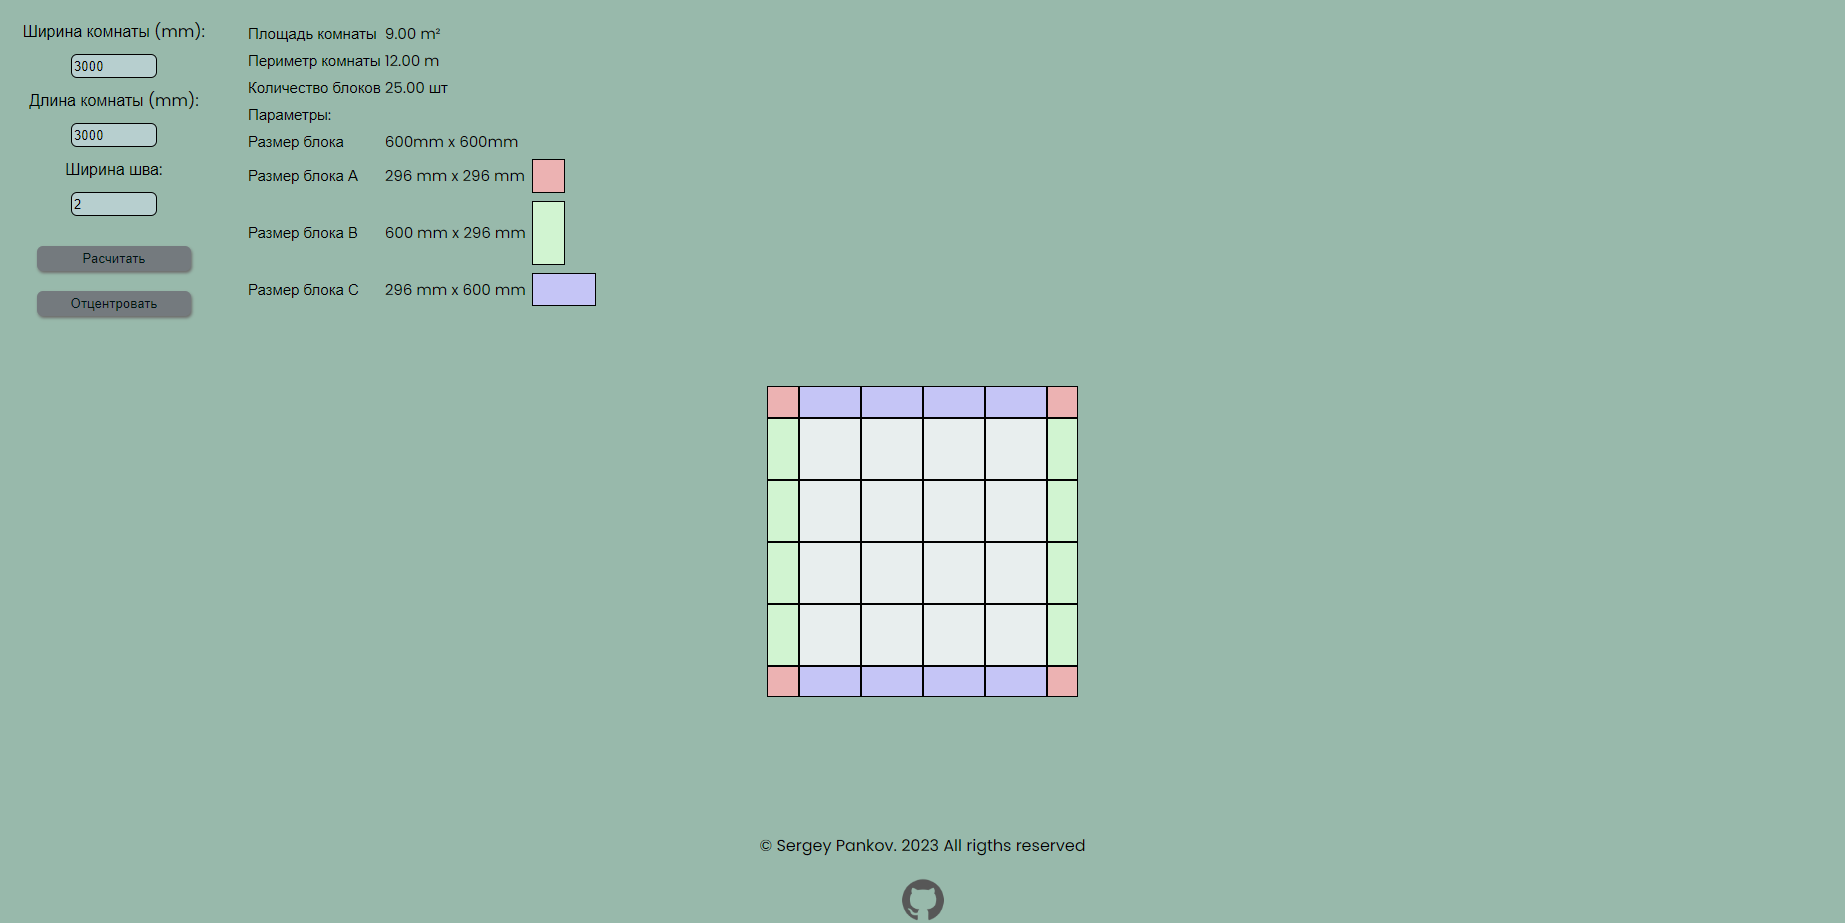 Ширина комнаты (mm):
3000
Длина комнаты (mm):
3000
Ширина шва:
2
Расчитать
Отцентровать
Площадь комнаты 9.00 m²
Периметр комнаты 12.00 m
Количество блоков 25.00 шт
Параметры:
Размер блока 600mm x 600mm
Размер блока A 296 mm x 296 mm
Размер блока B 600 mm x 296 mm
Размер блока C 296 mm x 600 mm
© Sergey Pankov. 2023 All rigths reserved